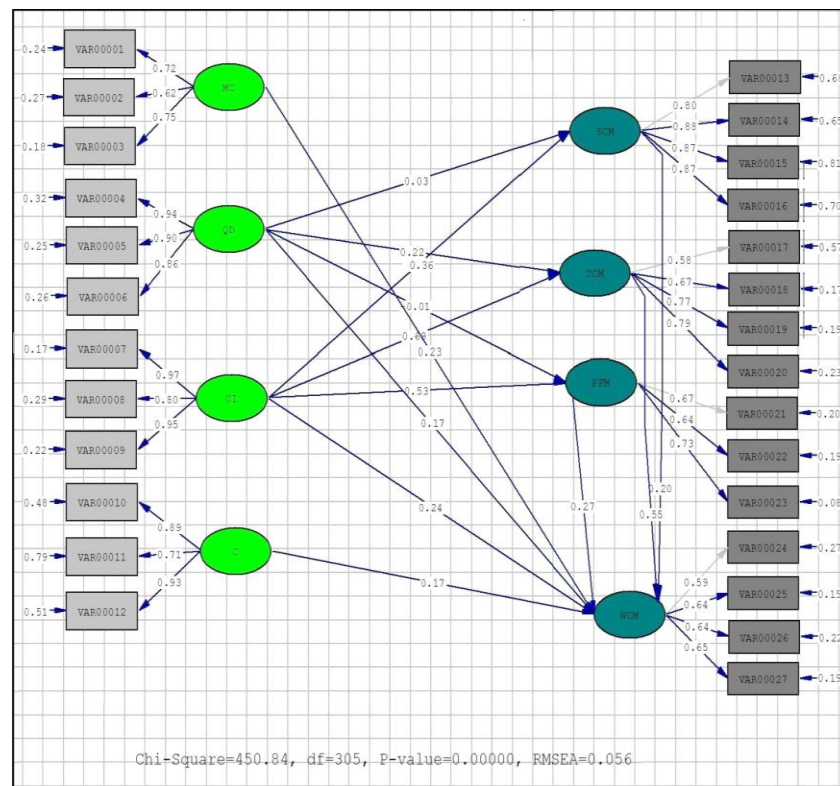 0.24 VAR00001
0.72
0.27 VAR00002
0.62
0.18 VAR00003
0.75
MC
0.32 VAR00004
0.94
0.25 VAR00005
0.90
0.26 VAR00006
0.86
QD
0.17 VAR00007
0.97
0.29 VAR00008
0.80
0.22 VAR00009
0.95
CI
0.48 VAR00010
0.89
0.79 VAR00011
0.71
0.51 VAR00012
0.93
C
0.03
0.36
0.22
0.01
0.23
0.53
0.17
0.24
0.17
0.27
0.20
0.55
SCM
TCM
PFM
WCM
0.80 VAR00013
0.88 VAR00014
0.87 VAR00015 0.81
0.87 VAR00016 0.70
0.58 VAR00017 0.57
0.67 VAR00018 0.17
0.77 VAR00019 0.19
0.79 VAR00020 0.23
0.67 VAR00021 0.20
0.64 VAR00022 0.19
0.73 VAR00023 0.08
0.59 VAR00024 0.27
0.64 VAR00025 0.15
0.64 VAR00026 0.22
0.65 VAR00027 0.19
Chi-Square=450.84, df=305, P-value=0.00000, RMSEA=0.056